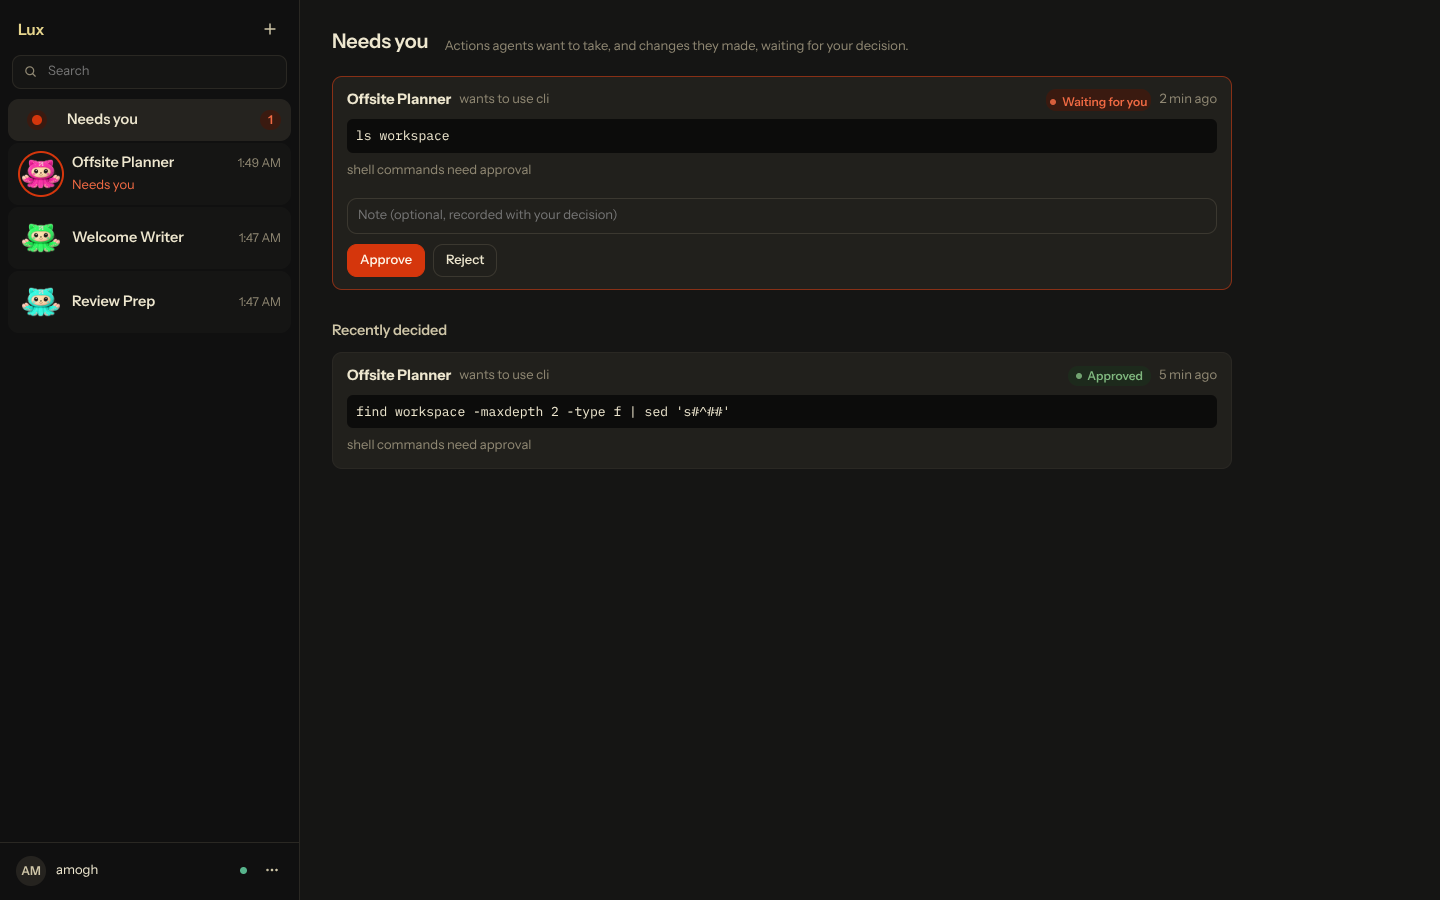 Lux
Search
Needs you 1
Offsite Planner 1:49 AM
Needs you
Welcome Writer 1:47 AM
Review Prep 1:47 AM
AM amogh
Needs you Actions agents want to take, and changes they made, waiting for your decision.
Offsite Planner wants to use cli Waiting for you 2 min ago
ls workspace
shell commands need approval
Note (optional, recorded with your decision)
Approve Reject
Recently decided
Offsite Planner wants to use cli Approved 5 min ago
find workspace -maxdepth 2 -type f | sed 's#^##'
shell commands need approval